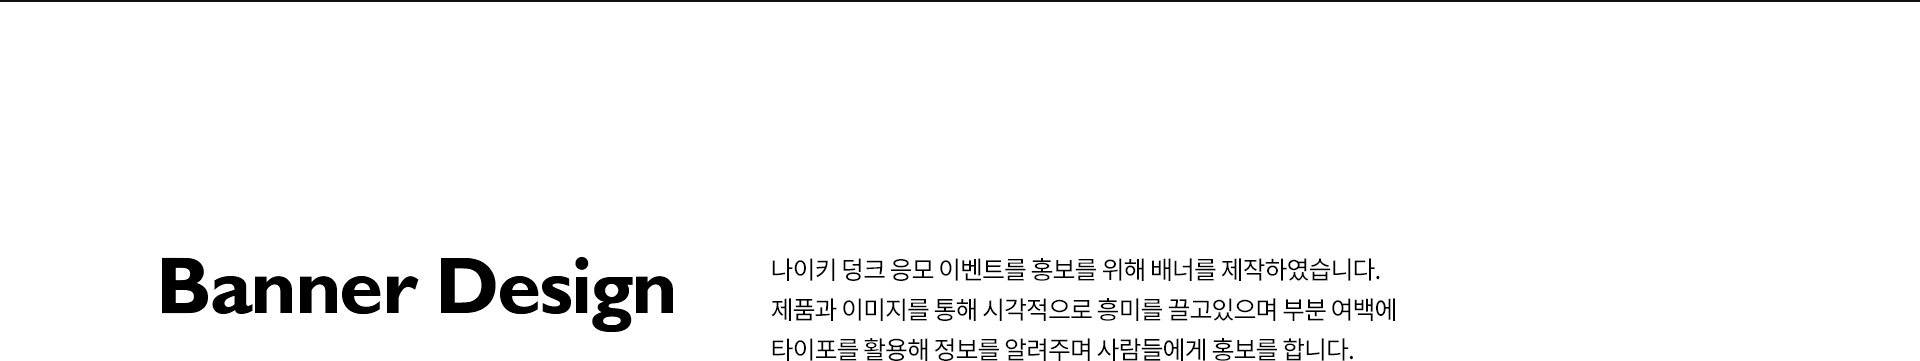 Banner Design
나이키 덩크 응모 이벤트를 홍보를 위해 배너를 제작하였습니다.
제품과 이미지를 통해 시각적으로 흥미를 끌고있으며 부분 여백에
타이포를 활용해 정보를 알려주며 사람들에게 홍보를 합니다.